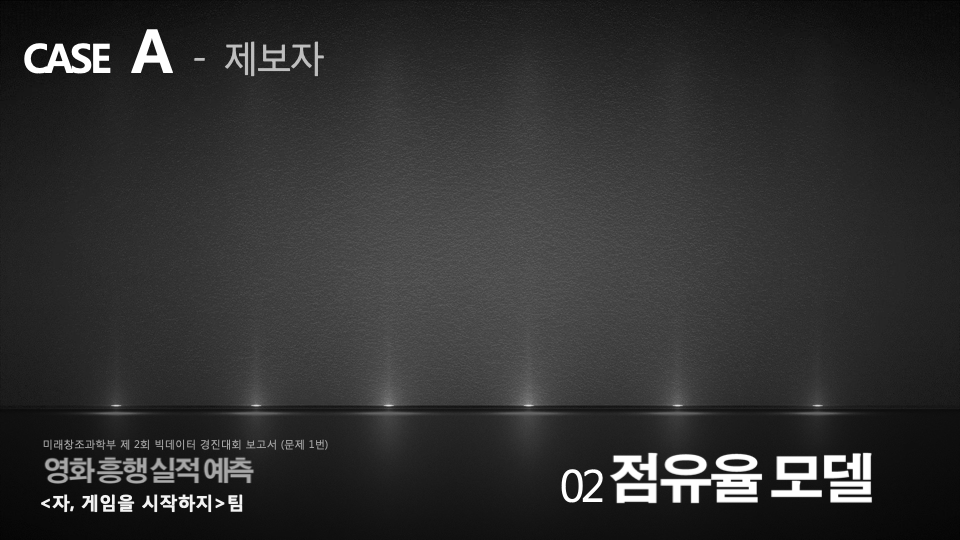 CASE A - 제보자
미래창조과학부 제 2회 빅데이터 경진대회 보고서 (문제 1번)
영화 흥행 실적 예측
<자, 게임을 시작하지>팀
02 점유율 모델